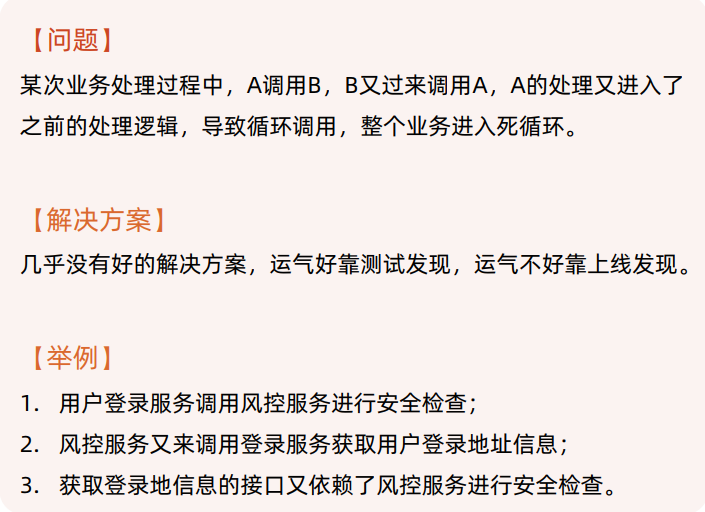 【问题】
某次业务处理过程中，A调用B，B又过来调用A，A的处理又进入了
之前的处理逻辑，导致循环调用，整个业务进入死循环。
【解决方案】
几乎没有好的解决方案，运气好靠测试发现，运气不好靠上线发现。
【举例】
1. 用户登录服务调用风控服务进行安全检查；
2. 风控服务又来调用登录服务获取用户登录地址信息；
3. 获取登录地信息的接口又依赖了风控服务进行安全检查。